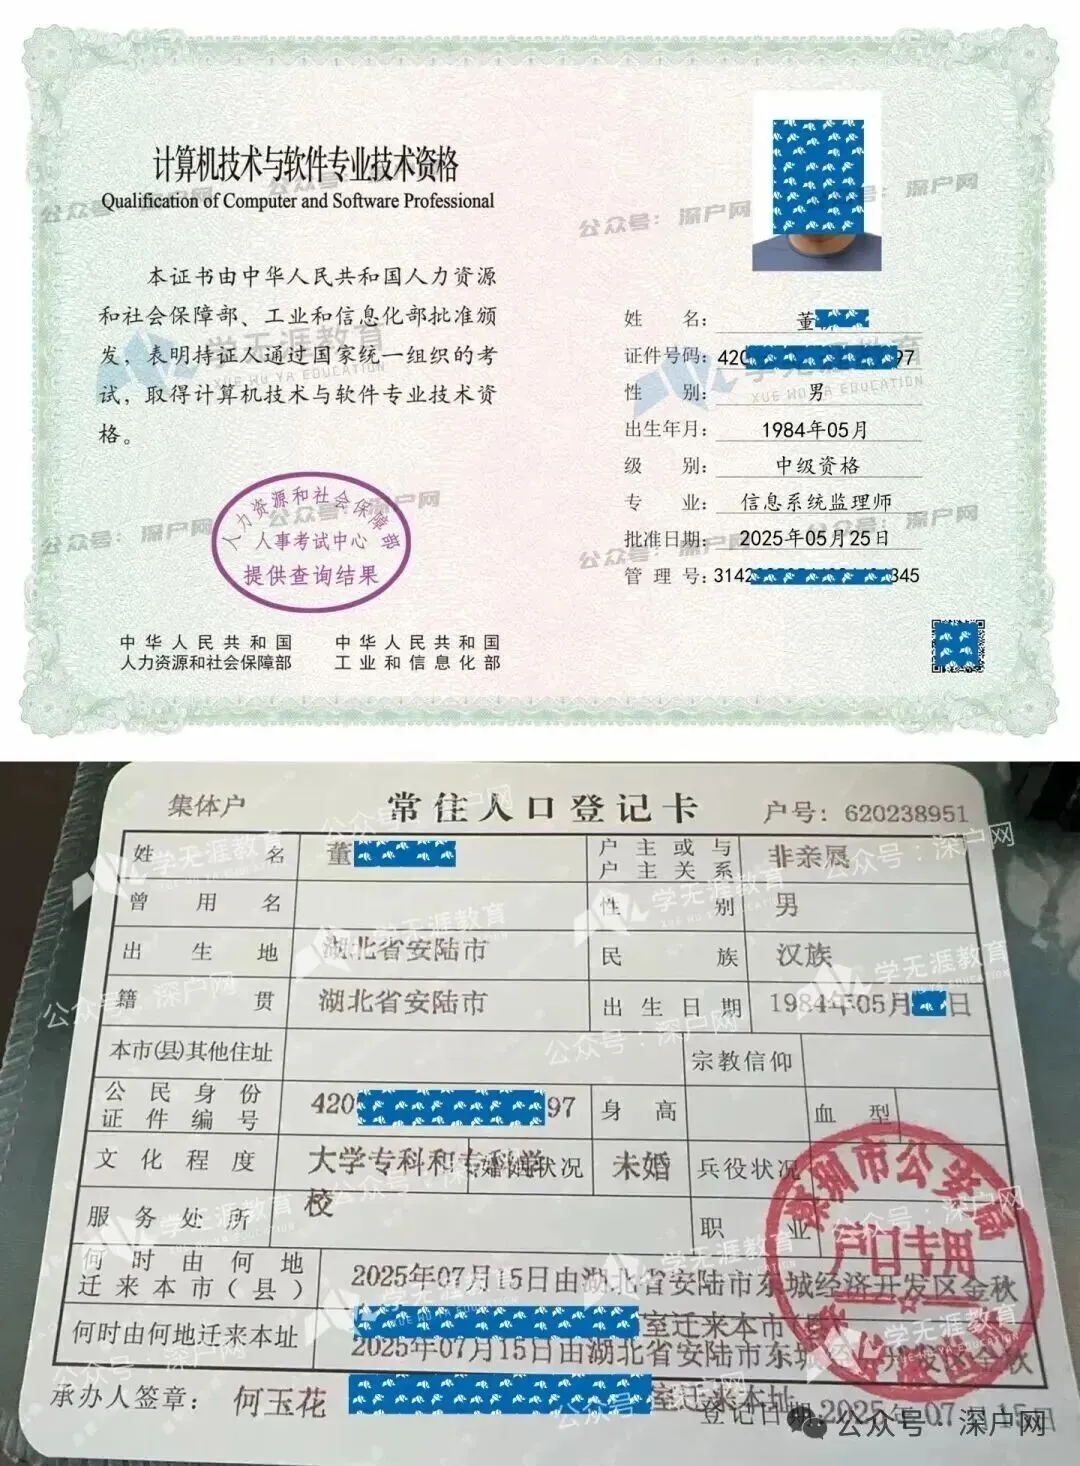 计算机技术与软件专业技术资格
Qualification of Computer and Software Professional
本证书由中华人民共和国人力资源
和社会保障部、工业和信息化部批准颁
发，表明持证人通过国家统一组织的考
试，取得计算机技术与软件专业技术资
格。
人力资源和社会保障部
人事考试中心
提供查询结果
中华人民共和国
人力资源和社会保障部
中华人民共和国
工业和信息化部
姓 名： 董
证件号码： 420 97
性 别： 男
出生年月： 1984年05月
级 别： 中级资格
专 业： 信息系统监理师
批准日期： 2025年05月25日
管 理 号： 3142 345
学无涯教育
XUE WU YA EDUCATION
公众号：深户网
集体户
常住人口登记卡
户号：620238951
姓 名 董
户主或与
户主关系 非亲属
曾用名
性别 男
出生地 湖北省安陆市
民族 汉族
籍贯 湖北省安陆市
出生日期 1984年05月 日
本市(县)其他住址
宗教信仰
公民身份
证件编号 420 97
身高
血型
文化程度 大学专科和专科学
校
婚姻状况 未婚
兵役状况
服务处所
职业
何时由何地
迁来本市(县) 2025年07月15日由湖北省安陆市东城经济开发区金秋
室迁来本市
何时由何地迁来本址 2025年07月15日由湖北省安陆市东城经 开发区金秋
室迁来本址
承办人签章： 何玉花
登记日期:2025年07月15日
圳市公安局
户口专用
公众号 · 深户网